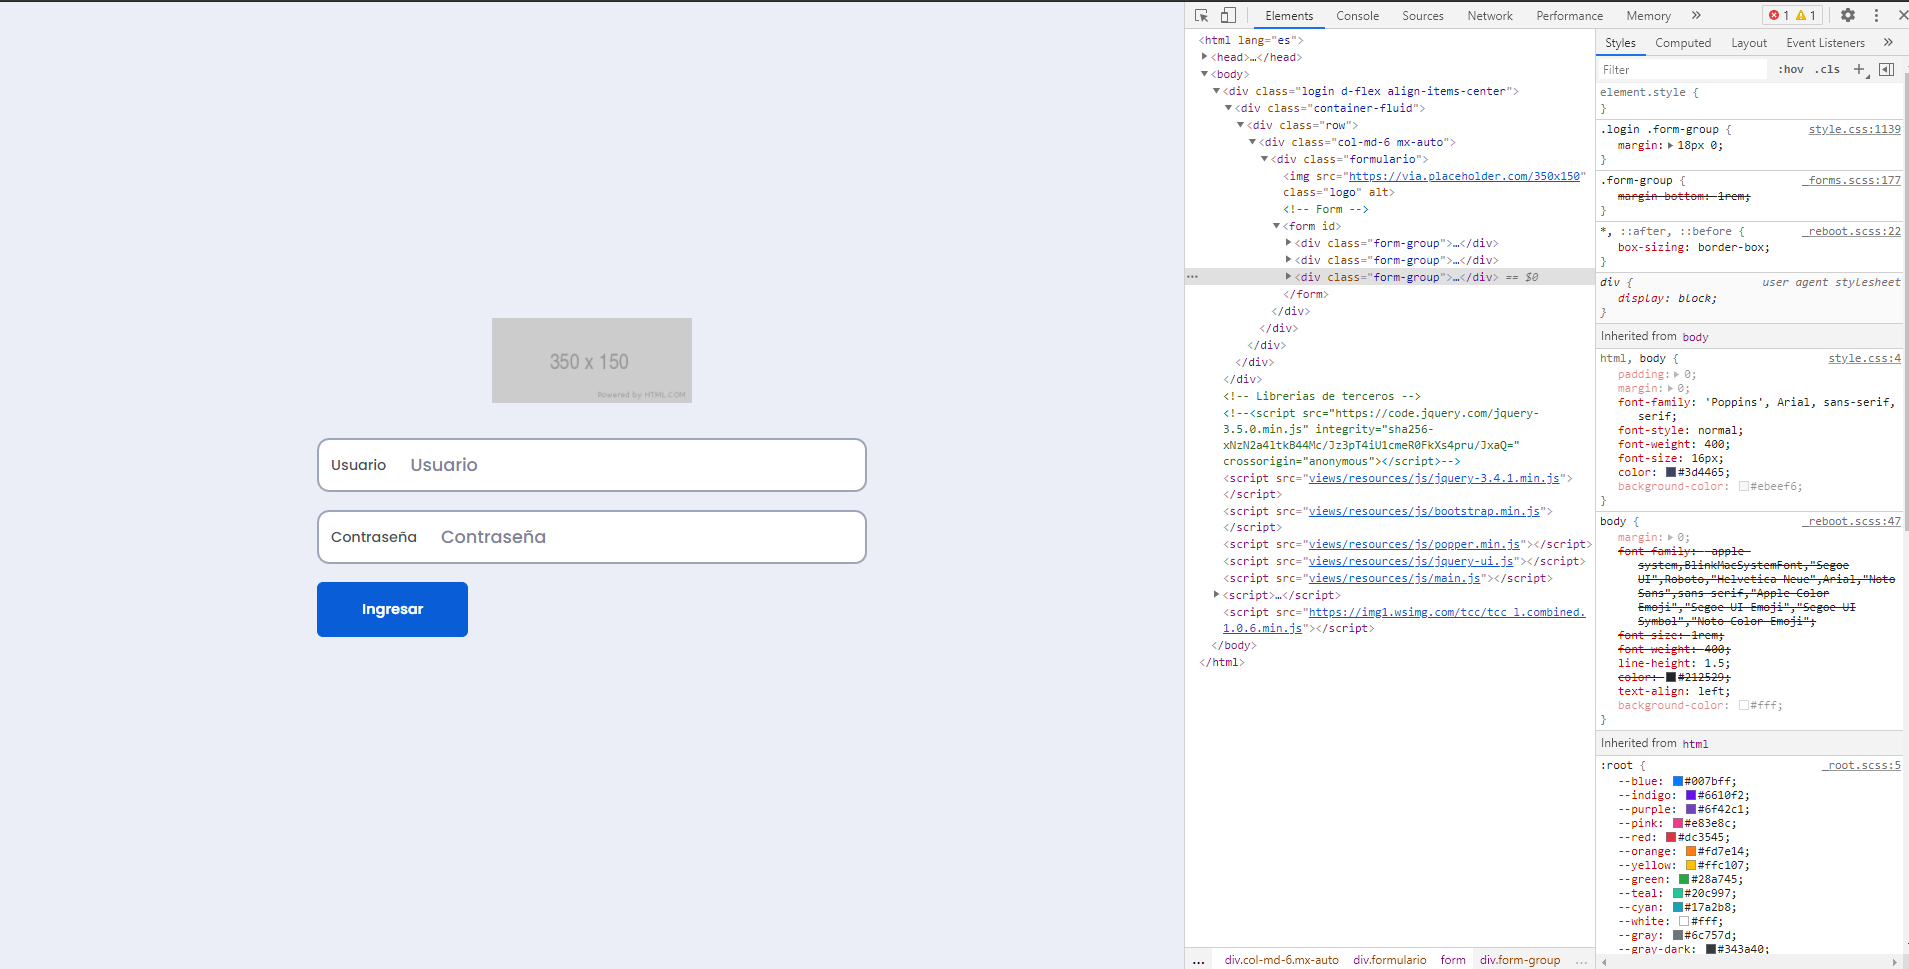 350 x 150
Powered by HTML.COM
Usuario Usuario
Contraseña Contraseña
Ingresar
Elements Console Sources Network Performance Memory » 1 1
<html lang="es">
<head>…</head>
<body>
<div class="login d-flex align-items-center">
<div class="container-fluid">
<div class="row">
<div class="col-md-6 mx-auto">
<div class="formulario">
<img src="https://via.placeholder.com/350x150"
class="logo" alt>
<!-- Form -->
<form id>
<div class="form-group">…</div>
<div class="form-group">…</div>
<div class="form-group">…</div> == $0
</form>
</div>
</div>
</div>
</div>
</div>
<!-- Librerias de terceros -->
<!--<script src="https://code.jquery.com/jquery-
3.5.0.min.js" integrity="sha256-
xNzN2a4ltkB44Mc/Jz3pT4iU1cmeR0FkXs4pru/JxaQ="
crossorigin="anonymous"></script>-->
<script src="views/resources/js/jquery-3.4.1.min.js">
</script>
<script src="views/resources/js/bootstrap.min.js">
</script>
<script src="views/resources/js/popper.min.js"></script>
<script src="views/resources/js/jquery-ui.js"></script>
<script src="views/resources/js/main.js"></script>
<script>…</script>
<script src="https://img1.wsimg.com/tcc/tcc_l.combined.
1.0.6.min.js"></script>
</body>
</html>
... div.col-md-6.mx-auto div.formulario form div.form-group ...
Styles Computed Layout Event Listeners »
Filter :hov .cls +
element.style {
}
.login .form-group { style.css:1139
margin: 18px 0;
}
.form-group { _forms.scss:177
margin-bottom: 1rem;
}
*, ::after, ::before { _reboot.scss:22
box-sizing: border-box;
}
div { user agent stylesheet
display: block;
}
Inherited from body
html, body { style.css:4
padding: 0;
margin: 0;
font-family: 'Poppins', Arial, sans-serif,
serif;
font-style: normal;
font-weight: 400;
font-size: 16px;
color: #3d4465;
background-color: #ebeef6;
}
body { _reboot.scss:47
margin: 0;
font-family: -apple-
system,BlinkMacSystemFont,"Segoe
UI",Roboto,"Helvetica Neue",Arial,"Noto
Sans",sans-serif,"Apple Color
Emoji","Segoe UI Emoji","Segoe UI
Symbol","Noto Color Emoji";
font-size: 1rem;
font-weight: 400;
line-height: 1.5;
color: #212529;
text-align: left;
background-color: #fff;
}
Inherited from html
:root { _root.scss:5
--blue: #007bff;
--indigo: #6610f2;
--purple: #6f42c1;
--pink: #e83e8c;
--red: #dc3545;
--orange: #fd7e14;
--yellow: #ffc107;
--green: #28a745;
--teal: #20c997;
--cyan: #17a2b8;
--white: #fff;
--gray: #6c757d;
--gray-dark: #343a40;